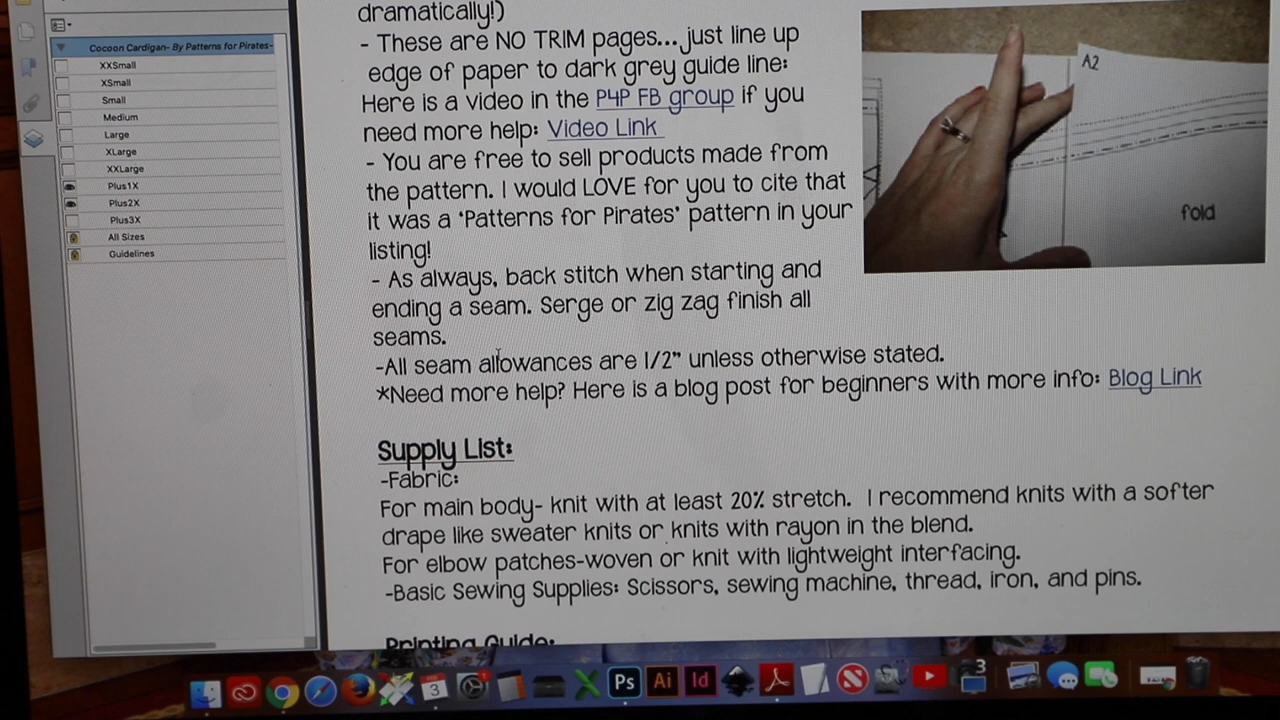 Cocoon Cardigan- By Patterns for Pirates-
XXSmall
XSmall
Small
Medium
Large
XLarge
XXLarge
Plus1X
Plus2X
Plus3X
All Sizes
Guidelines
dramatically!)
- These are NO TRIM pages...just line up
edge of paper to dark grey guide line:
Here is a video in the P4P FB group if you
need more help: Video Link
- You are free to sell products made from
the pattern. I would LOVE for you to cite that
it was a 'Patterns for Pirates' pattern in your
listing!
- As always, back stitch when starting and
ending a seam. Serge or zig zag finish all
seams.
-All seam allowances are 1/2" unless otherwise stated.
*Need more help? Here is a blog post for beginners with more info: Blog Link
A2
fold
Supply List:
-Fabric:
For main body- knit with at least 20% stretch. I recommend knits with a softer
drape like sweater knits or knits with rayon in the blend.
For elbow patches-woven or knit with lightweight interfacing.
-Basic Sewing Supplies: Scissors, sewing machine, thread, iron, and pins.
Printing Guide:
3
Ps
Ai
Id
3